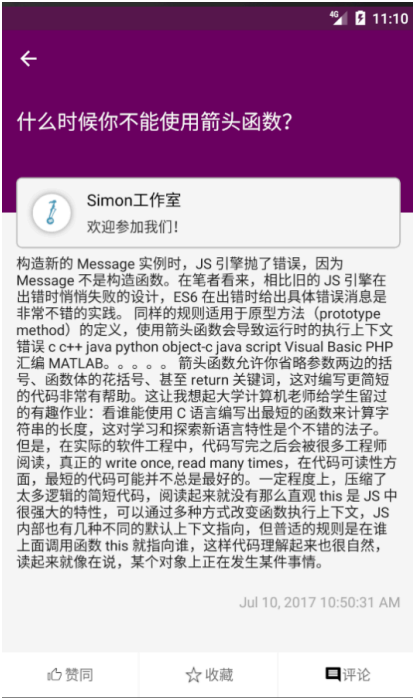 4G 11:10
什么时候你不能使用箭头函数？
Simon工作室
欢迎参加我们！
构造新的 Message 实例时，JS 引擎抛了错误，因为
Message 不是构造函数。在笔者看来，相比旧的 JS 引擎在
出错时悄悄失败的设计，ES6 在出错时给出具体错误消息是
非常不错的实践。 同样的规则适用于原型方法（prototype
method）的定义，使用箭头函数会导致运行时的执行上下文
错误 c c++ java python object-c java script Visual Basic PHP
汇编 MATLAB。。。。。 箭头函数允许你省略参数两边的括
号、函数体的花括号、甚至 return 关键词，这对编写更简短
的代码非常有帮助。这让我想起大学计算机老师给学生留过
的有趣作业：看谁能使用 C 语言编写出最短的函数来计算字
符串的长度，这对学习和探索新语言特性是个不错的法子。
但是，在实际的软件工程中，代码写完之后会被很多工程师
阅读，真正的 write once, read many times，在代码可读性方
面，最短的代码可能并不总是最好的。一定程度上，压缩了
太多逻辑的简短代码，阅读起来就没有那么直观 this 是 JS 中
很强大的特性，可以通过多种方式改变函数执行上下文，JS
内部也有几种不同的默认上下文指向，但普适的规则是在谁
上面调用函数 this 就指向谁，这样代码理解起来也很自然，
读起来就像在说，某个对象上正在发生某件事情。
Jul 10, 2017 10:50:31 AM
赞同 收藏 评论